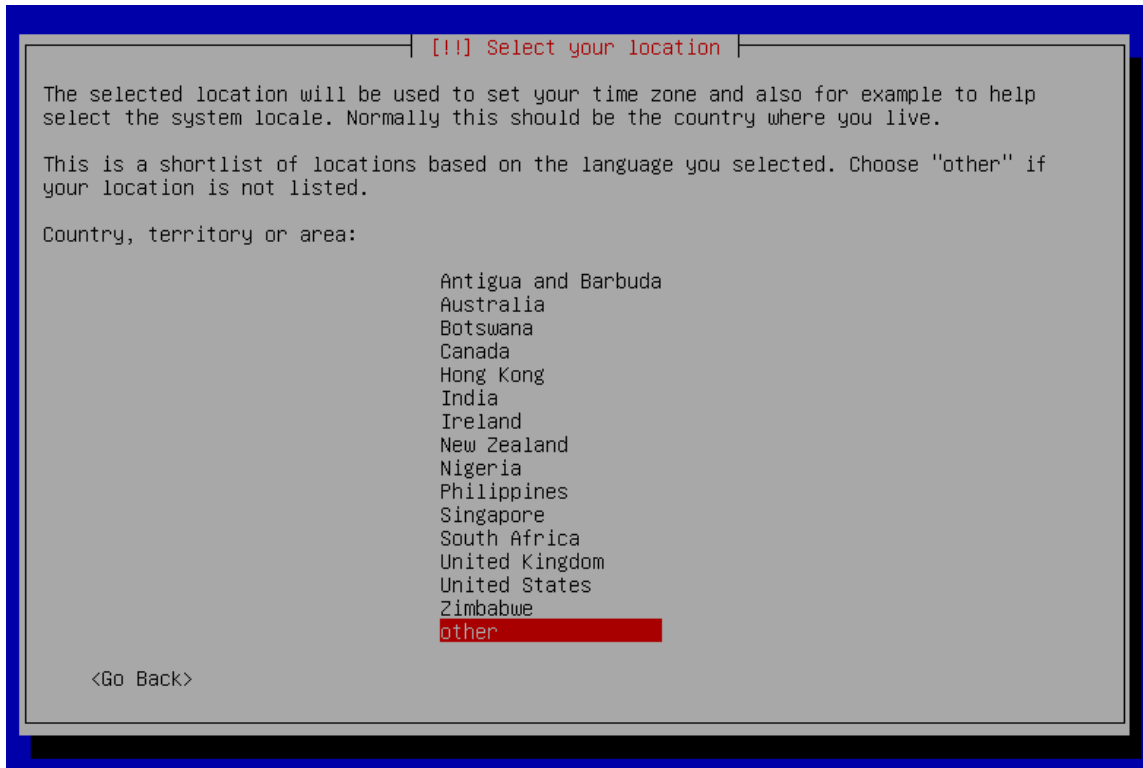 [!!] Select your location
The selected location will be used to set your time zone and also for example to help
select the system locale. Normally this should be the country where you live.
This is a shortlist of locations based on the language you selected. Choose "other" if
your location is not listed.
Country, territory or area:
Antigua and Barbuda
Australia
Botswana
Canada
Hong Kong
India
Ireland
New Zealand
Nigeria
Philippines
Singapore
South Africa
United Kingdom
United States
Zimbabwe
other
<Go Back>